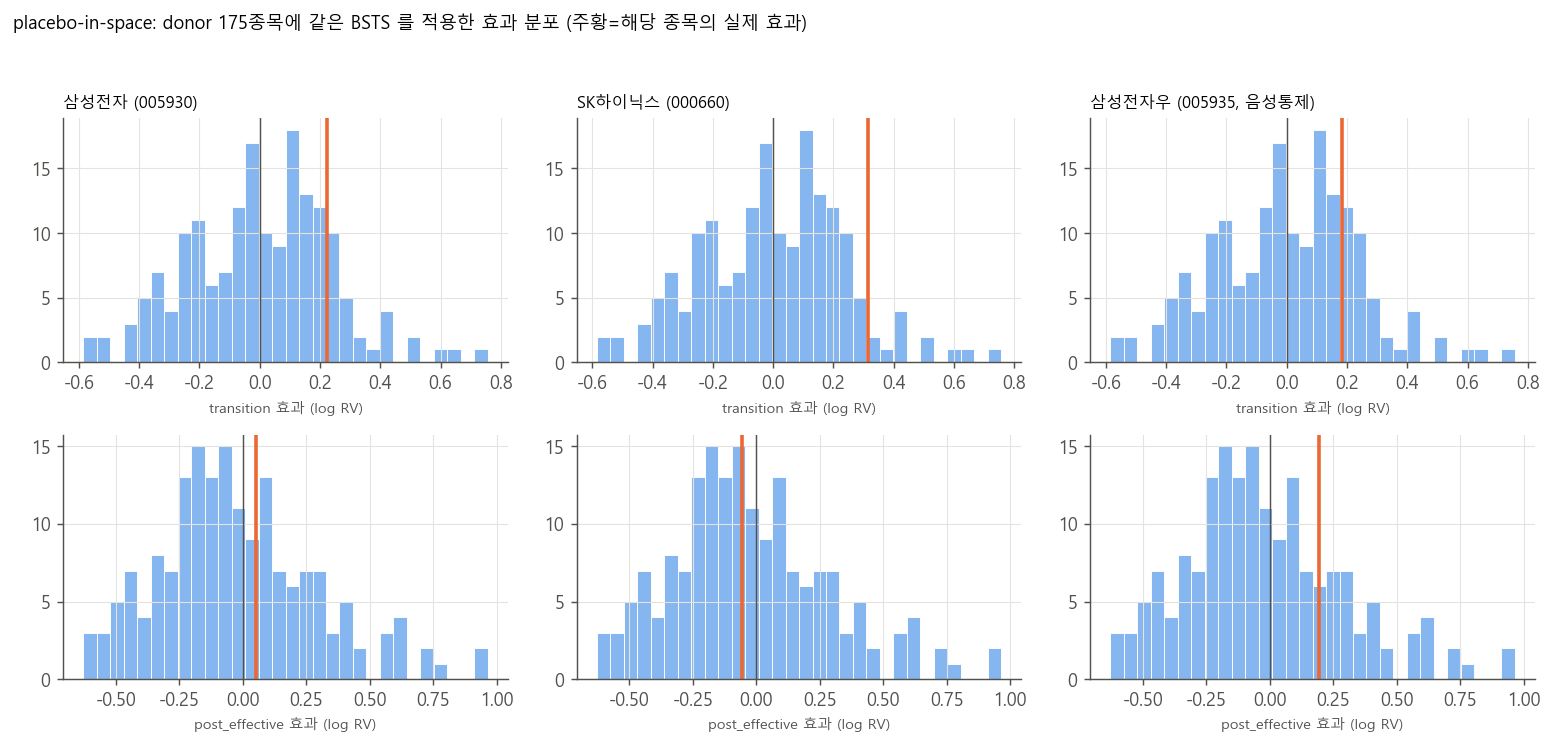 placebo-in-space: donor 175종목에 같은 BSTS 를 적용한 효과 분포 (주황=해당 종목의 실제 효과)
삼성전자 (005930)
15
10
5
0
-0.6 -0.4 -0.2 0.0 0.2 0.4 0.6 0.8
transition 효과 (log RV)
SK하이닉스 (000660)
15
10
5
0
-0.6 -0.4 -0.2 0.0 0.2 0.4 0.6 0.8
transition 효과 (log RV)
삼성전자우 (005935, 음성통제)
15
10
5
0
-0.6 -0.4 -0.2 0.0 0.2 0.4 0.6 0.8
transition 효과 (log RV)
15
10
5
0
-0.50 -0.25 0.00 0.25 0.50 0.75 1.00
post_effective 효과 (log RV)
15
10
5
0
-0.50 -0.25 0.00 0.25 0.50 0.75 1.00
post_effective 효과 (log RV)
15
10
5
0
-0.50 -0.25 0.00 0.25 0.50 0.75 1.00
post_effective 효과 (log RV)